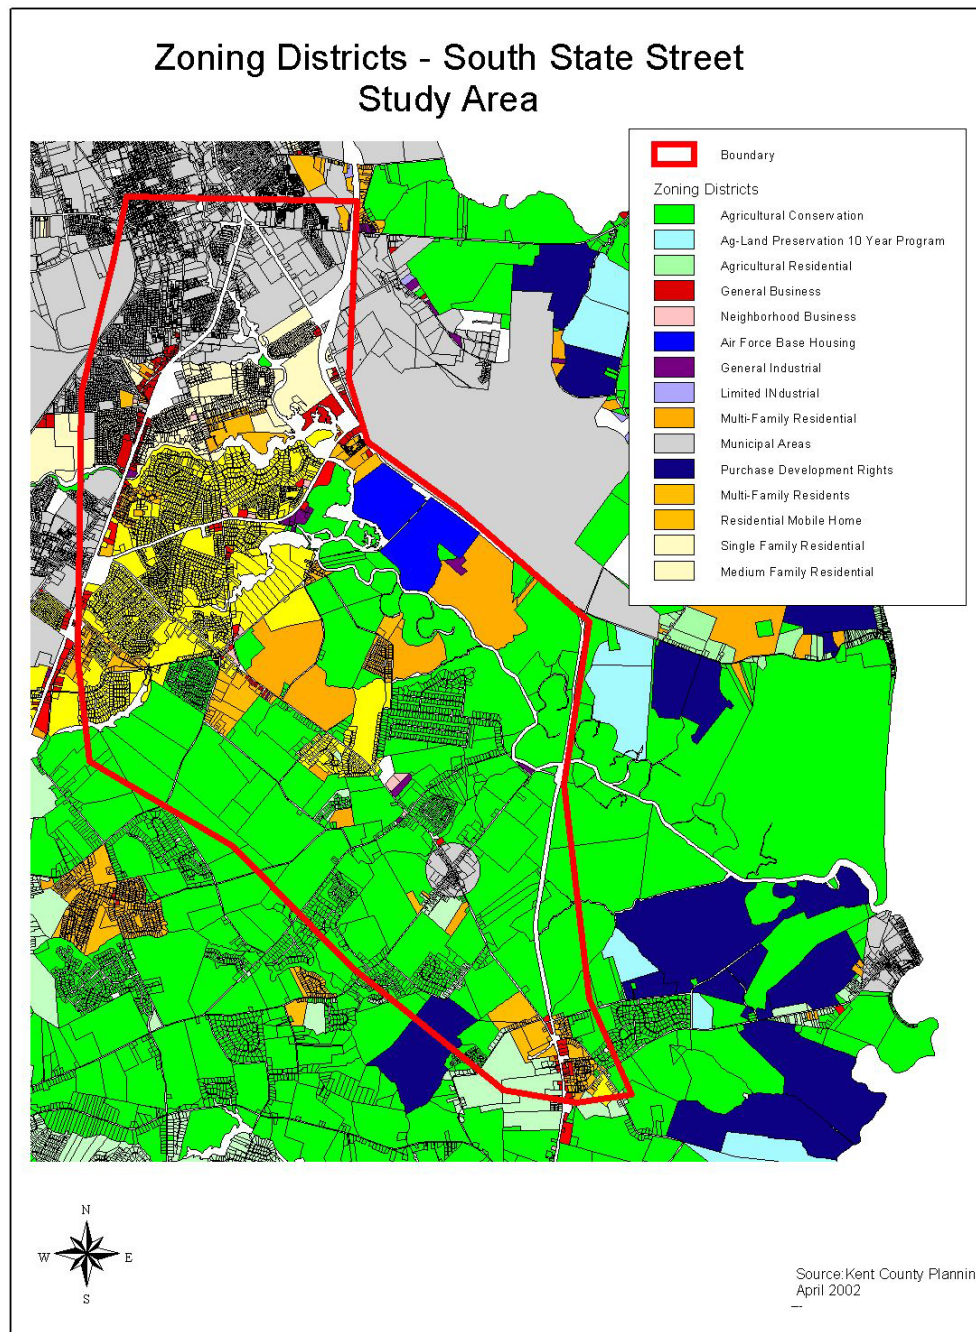 Zoning Districts - South State Street
Study Area
Boundary
Zoning Districts
Agricultural Conservation
Ag-Land Preservation 10 Year Program
Agricultural Residential
General Business
Neighborhood Business
Air Force Base Housing
General Industrial
Limited INdustrial
Multi-Family Residential
Municipal Areas
Purchase Development Rights
Multi-Family Residents
Residential Mobile Home
Single Family Residential
Medium Family Residential
N
W E
S
Source:Kent County Plannin
April 2002